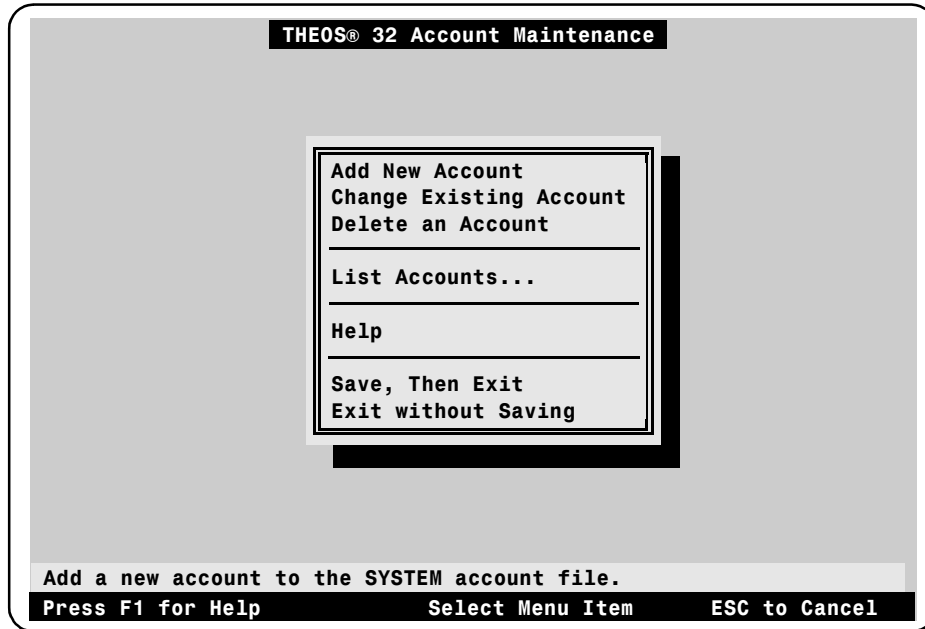 THEOS® 32 Account Maintenance
Add New Account
Change Existing Account
Delete an Account
List Accounts...
Help
Save, Then Exit
Exit without Saving
Add a new account to the SYSTEM account file.
Press F1 for Help Select Menu Item ESC to Cancel